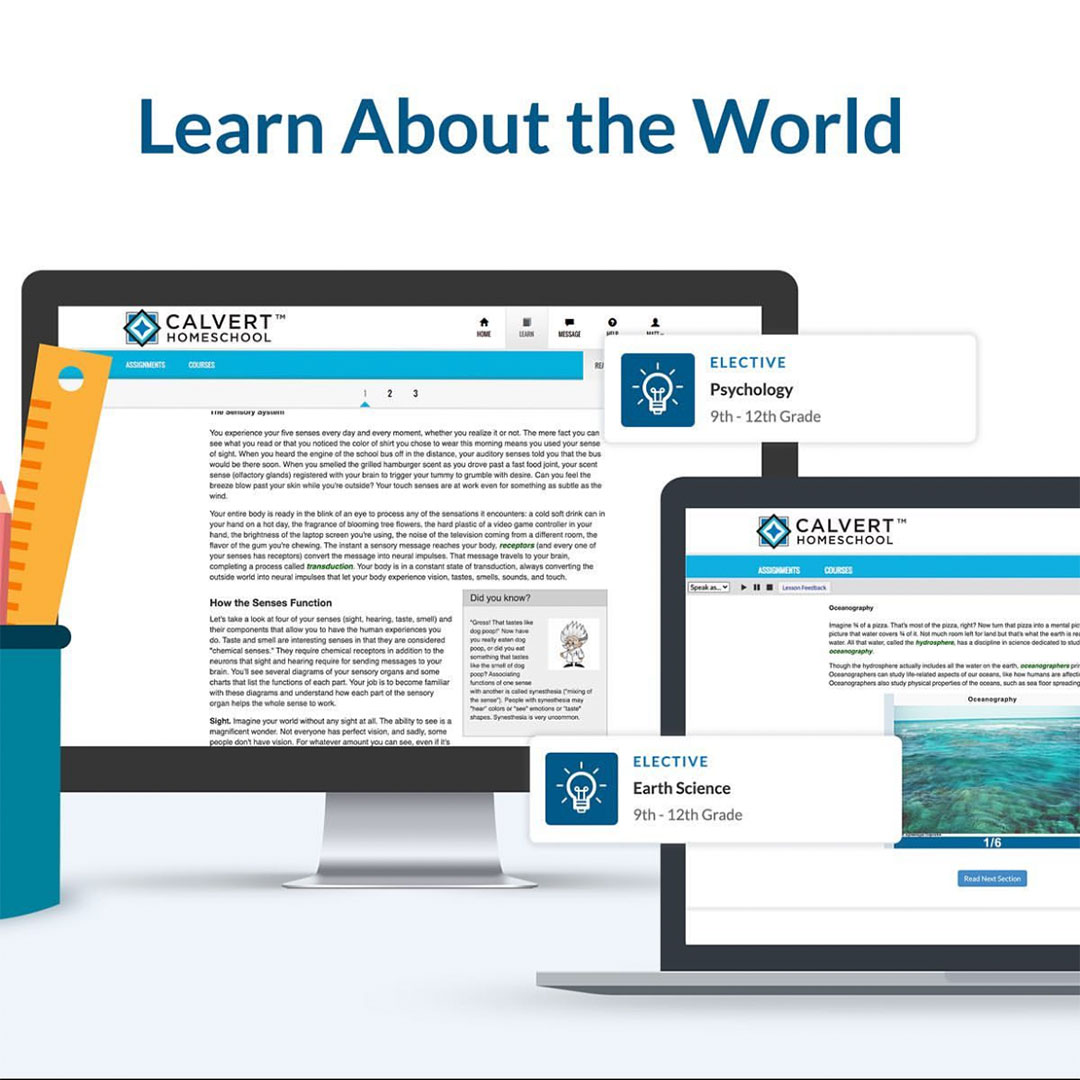 Learn About the World
CALVERT™
HOMESCHOOL
HOME
LEARN
MESSAGE
HELP
ASSIGNMENTS
COURSES
1 2 3
The Sensory System
You experience your five senses every day and every moment, whether you realize it or not. The mere fact you can
see what you read or that you noticed the color of shirt you chose to wear this morning means you used your sense
of sight. When you heard the engine of the school bus off in the distance, your auditory senses told you that the bus
would be there soon. When you smelled the grilled hamburger scent as you drove past a fast food joint, your scent
sense (olfactory glands) registered with your brain to trigger your tummy to grumble with desire. Can you feel the
breeze blow past your skin while you're outside? Your touch senses are at work even for something as subtle as the
wind.
Your entire body is ready in the blink of an eye to process any of the sensations it encounters: a cold soft drink can in
your hand on a hot day, the fragrance of blooming tree flowers, the hard plastic of a video game controller in your
hand, the brightness of the laptop screen you're using, the noise of the television coming from a different room, the
flavor of the gum you're chewing. The instant a sensory message reaches your body, receptors (and every one of
your senses has receptors) convert the message into neural impulses. That message travels to your brain,
completing a process called transduction. Your body is in a constant state of transduction, always converting the
outside world into neural impulses that let your body experience vision, tastes, smells, sounds, and touch.
How the Senses Function
Let's take a look at four of your senses (sight, hearing, taste, smell) and
their components that allow you to have the human experiences you
do. Taste and smell are interesting senses in that they are considered
"chemical senses." They require chemical receptors in addition to the
neurons that sight and hearing require for sending messages to your
brain. You'll see several diagrams of your sensory organs and some
charts that list the functions of each part. Your job is to become familiar
with these diagrams and understand how each part of the sensory
organ helps the whole sense to work.
Sight. Imagine your world without any sight at all. The ability to see is a
magnificent wonder. Not everyone has perfect vision, and sadly, some
people don't have vision. For whatever amount you can see, even if it's
Did you know?
"Gross! That tastes like
dog poop!" Now have
you really eaten dog
poop, or did you eat
something that tastes
like the smell of dog
poop? Associating
functions of one sense
with another is called synesthesia ("mixing of
the sense"). People with synesthesia may
"hear" colors or "see" emotions or "taste"
shapes. Synesthesia is very uncommon.
ELECTIVE
Psychology
9th - 12th Grade
CALVERT™
HOMESCHOOL
ASSIGNMENTS
COURSES
Speak as...
Lesson Feedback
Oceanography
Imagine ¾ of a pizza. That's most of the pizza, right? Now turn that pizza into a mental pic
picture that water covers ¾ of it. Not much room left for land but that's what the earth is rea
water. All that water, called the hydrosphere, has a discipline in science dedicated to stud
oceanography.
Though the hydrosphere actually includes all the water on the earth, oceanographers prin
Oceanographers can study life-related aspects of our oceans, like how humans are affecti
Oceanographers also study physical properties of the oceans, such as sea floor spreading
Oceanography
1/6
Read Next Section
ELECTIVE
Earth Science
9th - 12th Grade